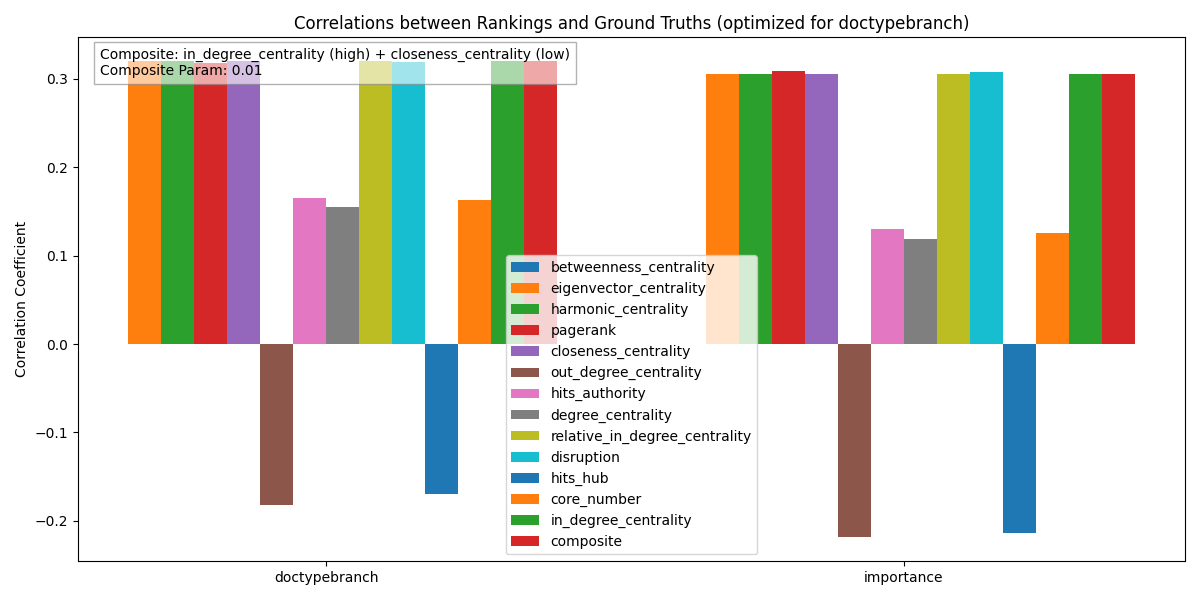 Correlations between Rankings and Ground Truths (optimized for doctypebranch)
Composite: in_degree_centrality (high) + closeness_centrality (low)
Composite Param: 0.01
Correlation Coefficient
0.3
0.2
0.1
0.0
−0.1
−0.2
betweenness_centrality
eigenvector_centrality
harmonic_centrality
pagerank
closeness_centrality
out_degree_centrality
hits_authority
degree_centrality
relative_in_degree_centrality
disruption
hits_hub
core_number
in_degree_centrality
composite
doctypebranch
importance